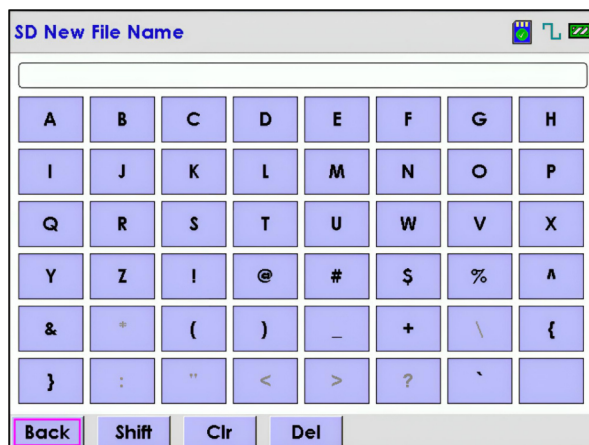 SD New File Name
A B C D E F G H
I J K L M N O P
Q R S T U W V X
Y Z ! @ # $ % ^
& * ( ) _ + \ {
} : " < > ? `
Back Shift Clr Del